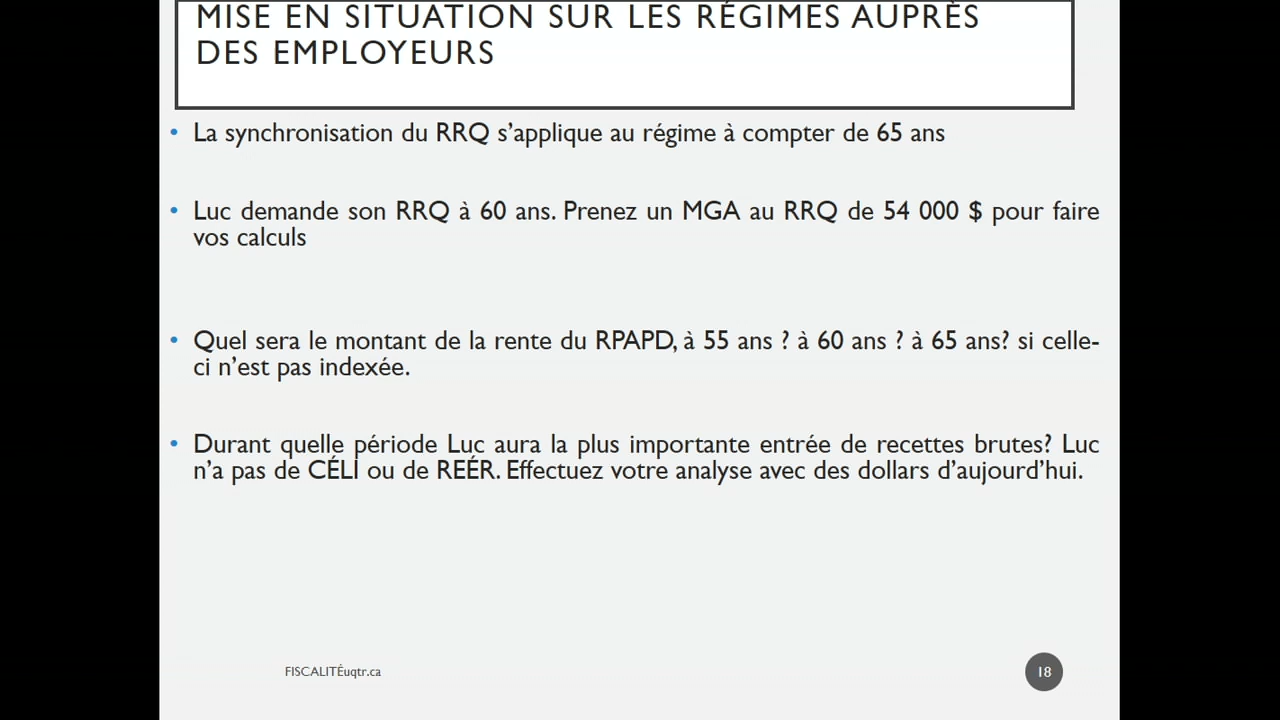 MISE EN SITUATION SUR LES RÉGIMES AUPRÈS
DES EMPLOYEURS
• La synchronisation du RRQ s’applique au régime à compter de 65 ans
• Luc demande son RRQ à 60 ans. Prenez un MGA au RRQ de 54 000 $ pour faire
vos calculs
• Quel sera le montant de la rente du RPAPD, à 55 ans ? à 60 ans ? à 65 ans? si celle-
ci n’est pas indexée.
• Durant quelle période Luc aura la plus importante entrée de recettes brutes? Luc
n’a pas de CÉLI ou de REÉR. Effectuez votre analyse avec des dollars d’aujourd’hui.
FISCALITÉuqtr.ca
18